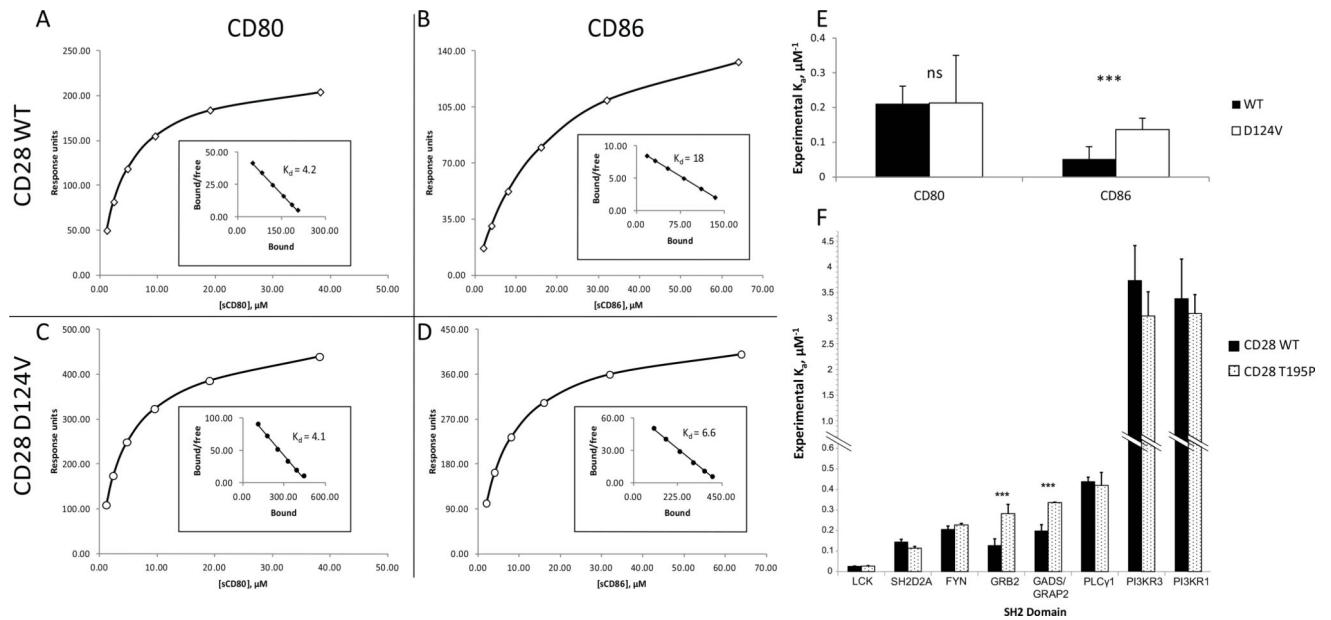 A
CD80
B
CD86
E
CD28 WT
Response units
250.00
200.00
150.00
100.00
50.00
0.00
0.00 10.00 20.00 30.00 40.00 50.00
[sCD80], µM
Bound/free
50.00
25.00
0.00
0.00 150.00 300.00
Bound
Kd = 4.2
Response units
140.00
105.00
70.00
35.00
0.00
0.00 10.00 20.00 30.00 40.00 50.00 60.00 70.00
[sCD86], µM
Bound/free
10.00
5.00
0.00
0.00 75.00 150.00
Bound
Kd = 18
Experimental Ka, µM-1
0.4
0.3
0.2
0.1
0
ns
***
CD80 CD86
WT
D124V
C
D
F
CD28 D124V
Response units
500.00
400.00
300.00
200.00
100.00
0.00
0.00 10.00 20.00 30.00 40.00 50.00
[sCD80], µM
Bound/free
100.00
50.00
0.00
0.00 300.00 600.00
Bound
Kd = 4.1
Response units
450.00
360.00
270.00
180.00
90.00
0.00
0.00 10.00 20.00 30.00 40.00 50.00 60.00 70.00
[sCD86], µM
Bound/free
60.00
30.00
0.00
0.00 225.00 450.00
Bound
Kd = 6.6
Experimental Ka, µM-1
4.5
4.0
3.5
3
2.5
2.0
1.5
1.0
0.6
0.5
0.4
0.3
0.2
0.1
0
***
***
LCK SH2D2A FYN GRB2 GADS/ PLCγ1 PI3KR3 PI3KR1
GRAP2
SH2 Domain
CD28 WT
CD28 T195P